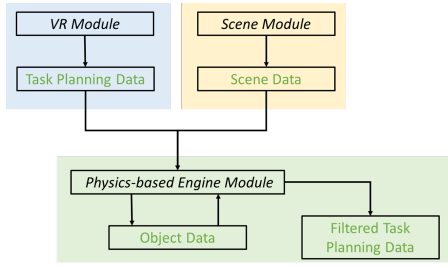 VR Module
Scene Module
Task Planning Data
Scene Data
Physics-based Engine Module
Object Data
Filtered Task
Planning Data